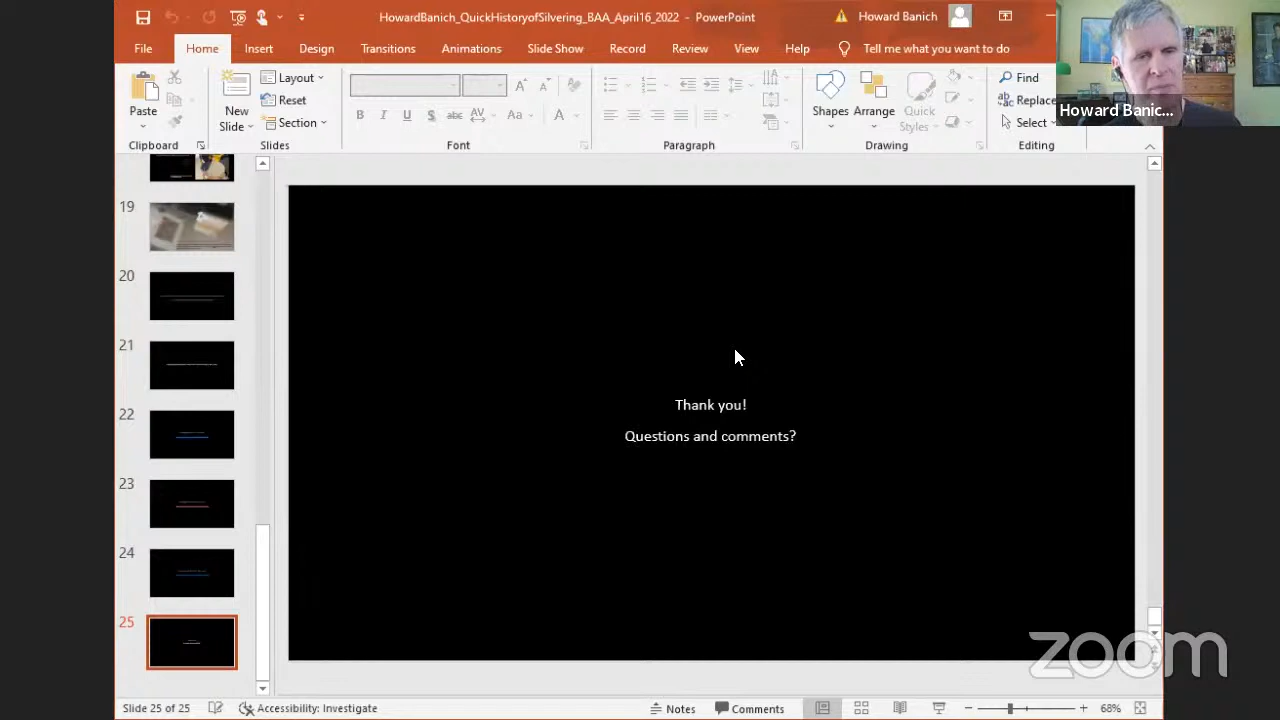 HowardBanich_QuickHistoryofSilvering_BAA_April16_2022 - PowerPoint
Howard Banich
File Home Insert Design Transitions Animations Slide Show Record Review View Help Tell me what you want to do
Howard Banic...
Paste
New
Slide
Layout
Reset
Section
B I U S abc AV Aa A
Shapes
Arrange
Quick
Styles
Find
Replace
Select
Clipboard Slides Font Paragraph Drawing Editing
19
20
21
22
23
24
25
Thank you!
Questions and comments?
zoom
Slide 25 of 25 Accessibility: Investigate Notes Comments 68%